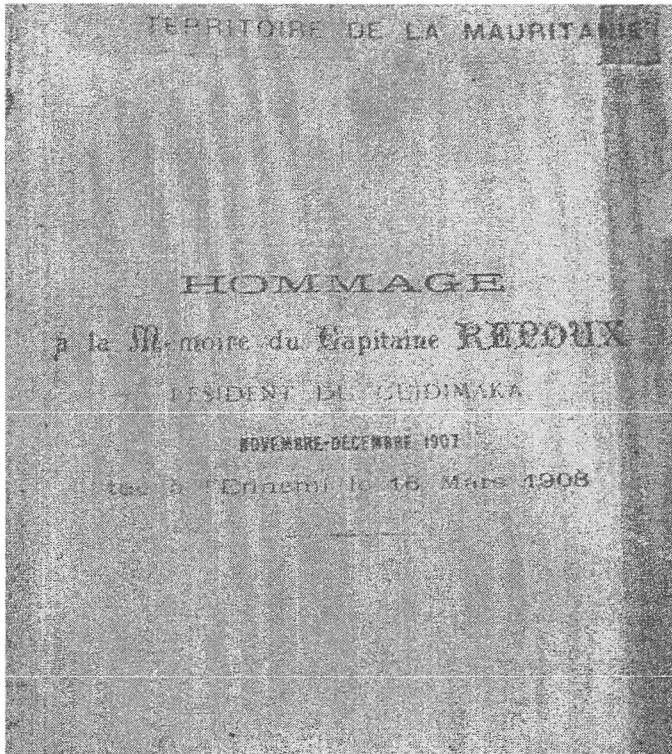 TERRITOIRE DE LA MAURITANIE
HOMMAGE
à la Mémoire du Capitaine REPOUX
RÉSIDENT DU GUIDIMAKA
NOVEMBRE-DÉCEMBRE 1907
tué à l'Ennemi le 16 Mars 1908